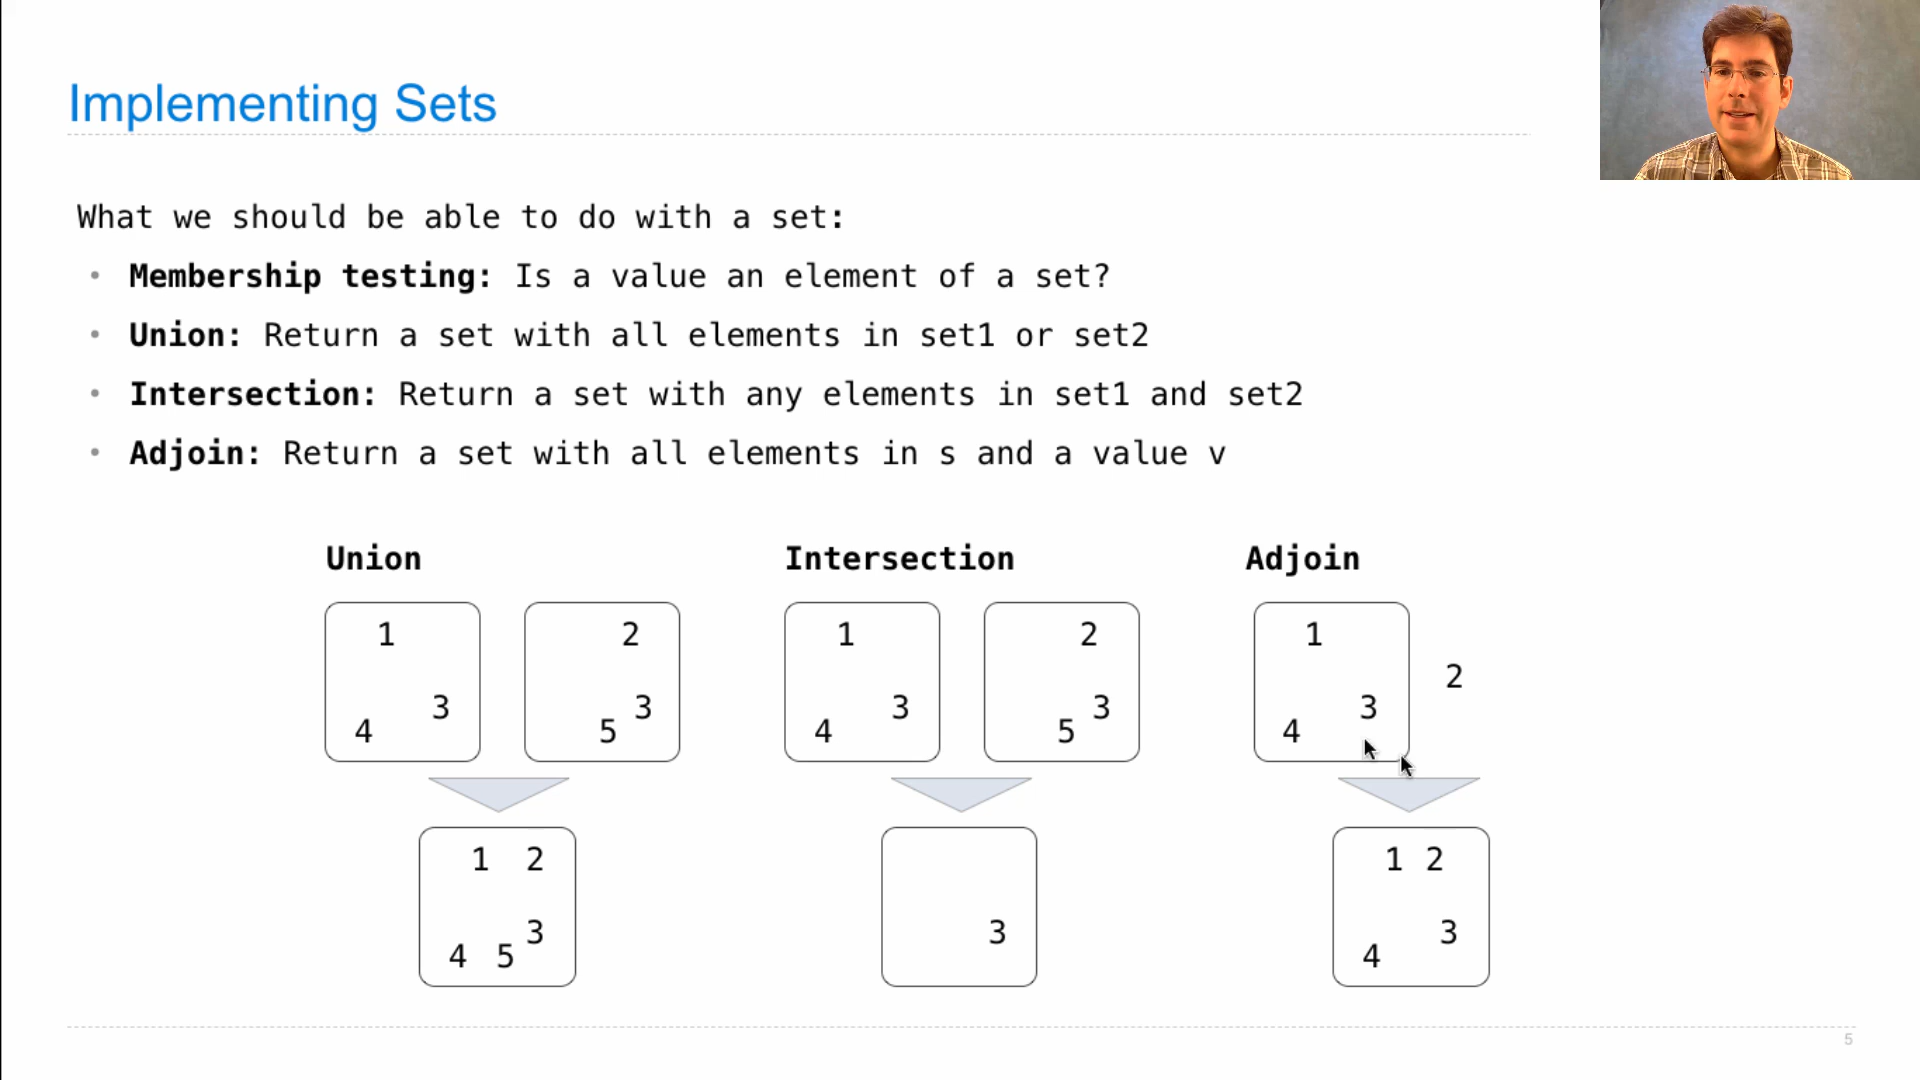 Implementing Sets
What we should be able to do with a set:
• Membership testing: Is a value an element of a set?
• Union: Return a set with all elements in set1 or set2
• Intersection: Return a set with any elements in set1 and set2
• Adjoin: Return a set with all elements in s and a value v
Union
1
4 3
2
5 3
1 2
4 5 3
Intersection
1
4 3
2
5 3
3
Adjoin
1
4 3
2
1 2
4 3
5